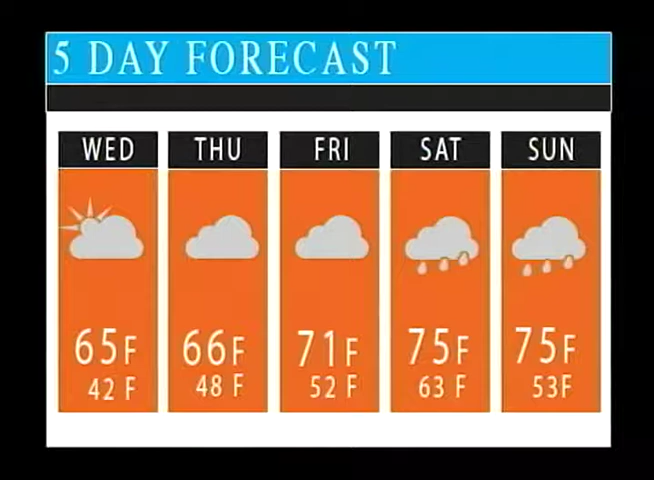 5 DAY FORECAST
WED THU FRI SAT SUN
65F 66F 71F 75F 75F
42 F 48 F 52 F 63 F 53F